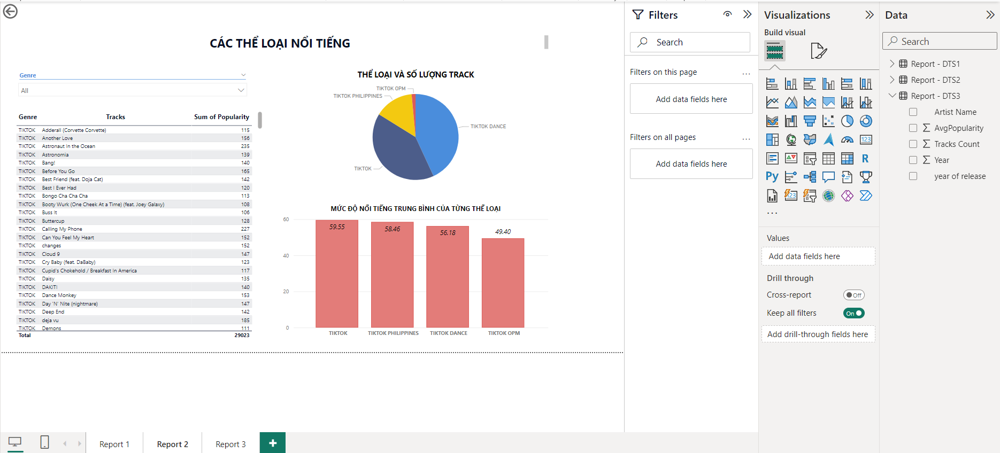 CÁC THỂ LOẠI NỔI TIẾNG
Genre
All
Genre Tracks Sum of Popularity
TIKTOK Adderall (Corvette Corvette) 115
TIKTOK Another Love 156
TIKTOK Astronaut In the Ocean 235
TIKTOK Astronomia 139
TIKTOK Bang! 140
TIKTOK Before You Go 165
TIKTOK Best Friend (feat. Doja Cat) 142
TIKTOK Best I Ever Had 120
TIKTOK Bongo Cha Cha Cha 113
TIKTOK Booty Wurk (One Cheek At a Time) (feat. Joey Galaxy) 108
TIKTOK Buss It 106
TIKTOK Buttercup 128
TIKTOK Calling My Phone 227
TIKTOK Can You Feel My Heart 152
TIKTOK changes 152
TIKTOK Cloud 9 147
TIKTOK Cry Baby (feat. DaBaby) 123
TIKTOK Cupid's Chokehold / Breakfast In America 117
TIKTOK Daisy 135
TIKTOK DAKITI 140
TIKTOK Dance Monkey 153
TIKTOK Day 'N' Nite (nightmare) 147
TIKTOK Deep End 142
TIKTOK deja vu 185
TIKTOK Demons 111
Total 29023
THỂ LOẠI VÀ SỐ LƯỢNG TRACK
TIKTOK OPM
TIKTOK PHILIPPINES
TIKTOK DANCE
TIKTOK
MỨC ĐỘ NỔI TIẾNG TRUNG BÌNH CỦA TỪNG THỂ LOẠI
60
40
20
0
59.55 58.46 56.18 49.40
TIKTOK TIKTOK PHILIPPINES TIKTOK DANCE TIKTOK OPM
Report 1 Report 2 Report 3 +
Filters
Search
Filters on this page ...
Add data fields here
Filters on all pages ...
Add data fields here
Visualizations
Build visual
123
R
Py
123
...
Values
Add data fields here
Drill through
Cross-report Off
Keep all filters On
Add drill-through fields here
Data
Search
Report - DTS1
Report - DTS2
Report - DTS3
Artist Name
∑ AvgPopularity
∑ Tracks Count
∑ Year
year of release